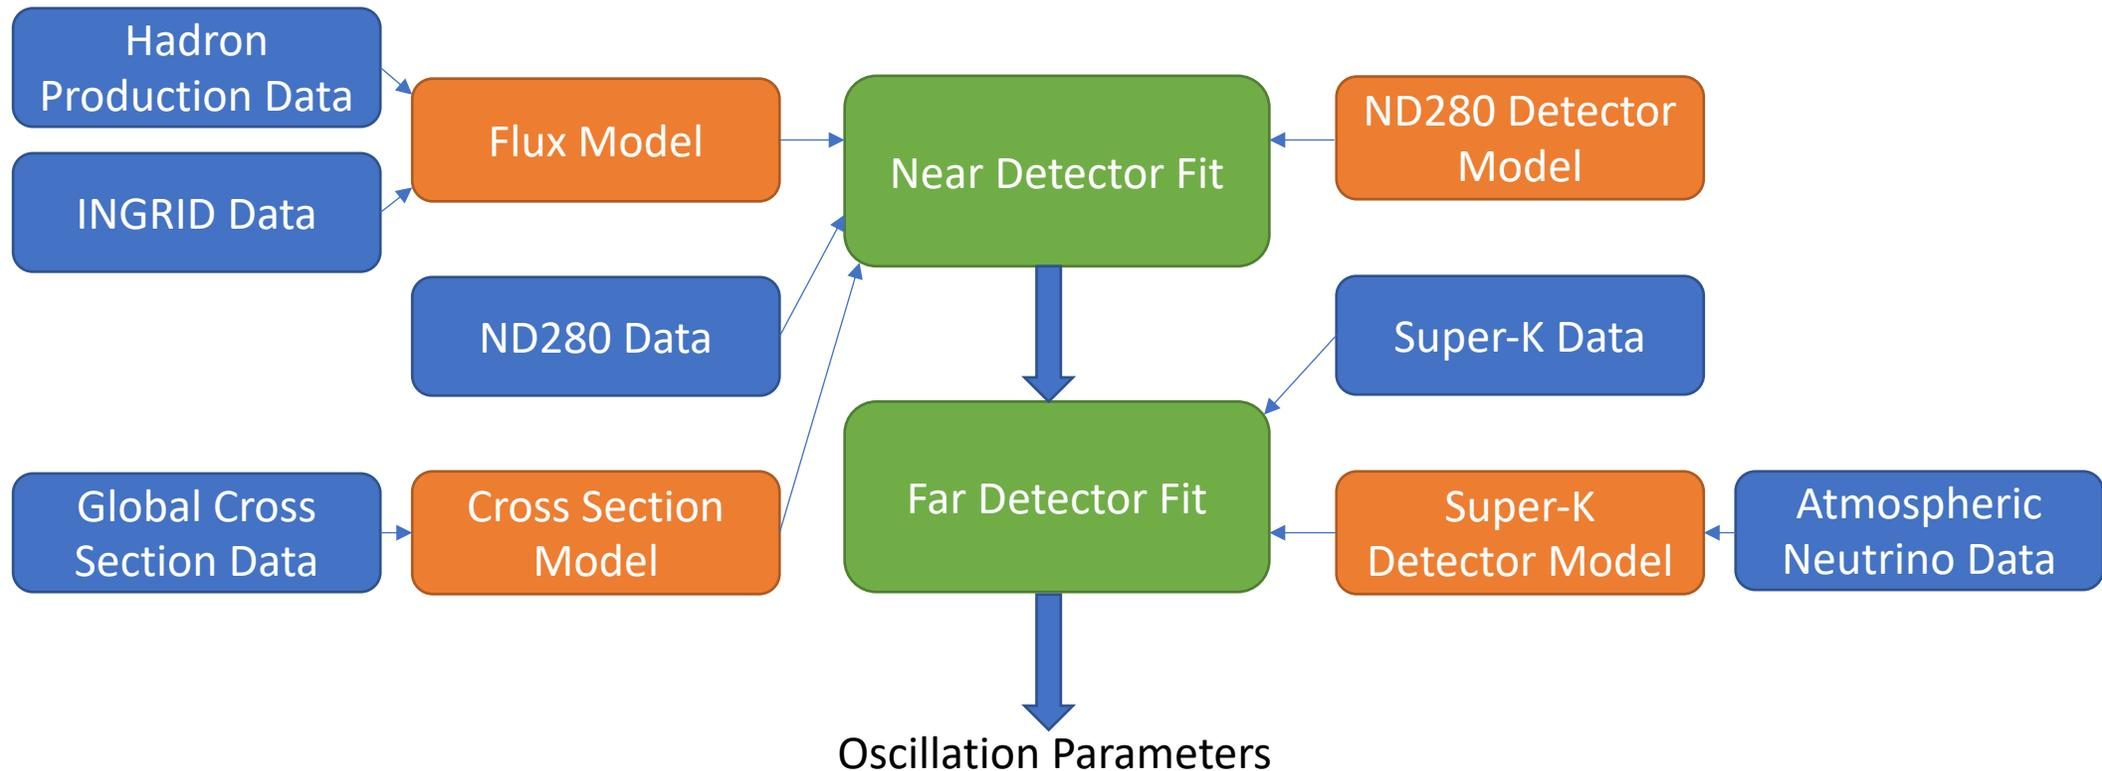 Hadron
Production Data
INGRID Data
Flux Model
ND280 Data
Global Cross
Section Data
Cross Section
Model
Near Detector Fit
Far Detector Fit
ND280 Detector
Model
Super-K Data
Super-K
Detector Model
Atmospheric
Neutrino Data
Oscillation Parameters